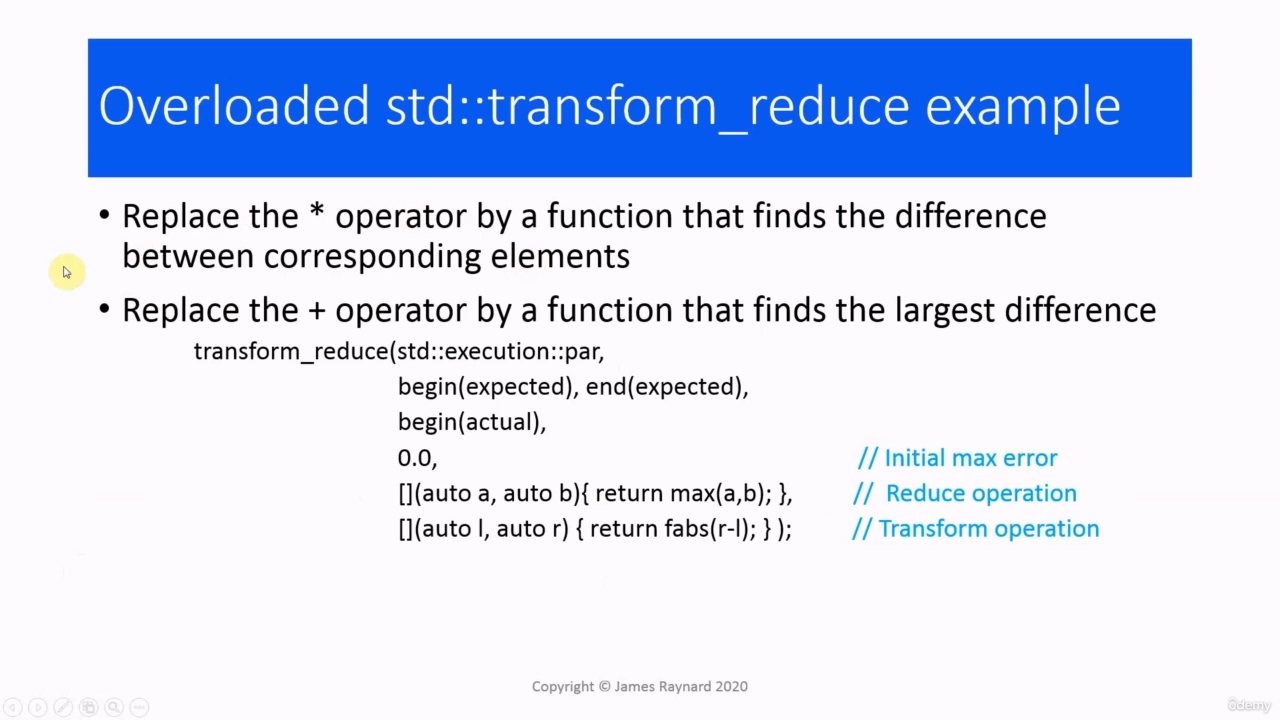 Overloaded std::transform_reduce example
• Replace the * operator by a function that finds the difference
between corresponding elements
• Replace the + operator by a function that finds the largest difference
transform_reduce(std::execution::par,
begin(expected), end(expected),
begin(actual),
0.0, // Initial max error
[](auto a, auto b){ return max(a,b); }, // Reduce operation
[](auto l, auto r) { return fabs(r-l); } ); // Transform operation
Copyright © James Raynard 2020
ûdemy